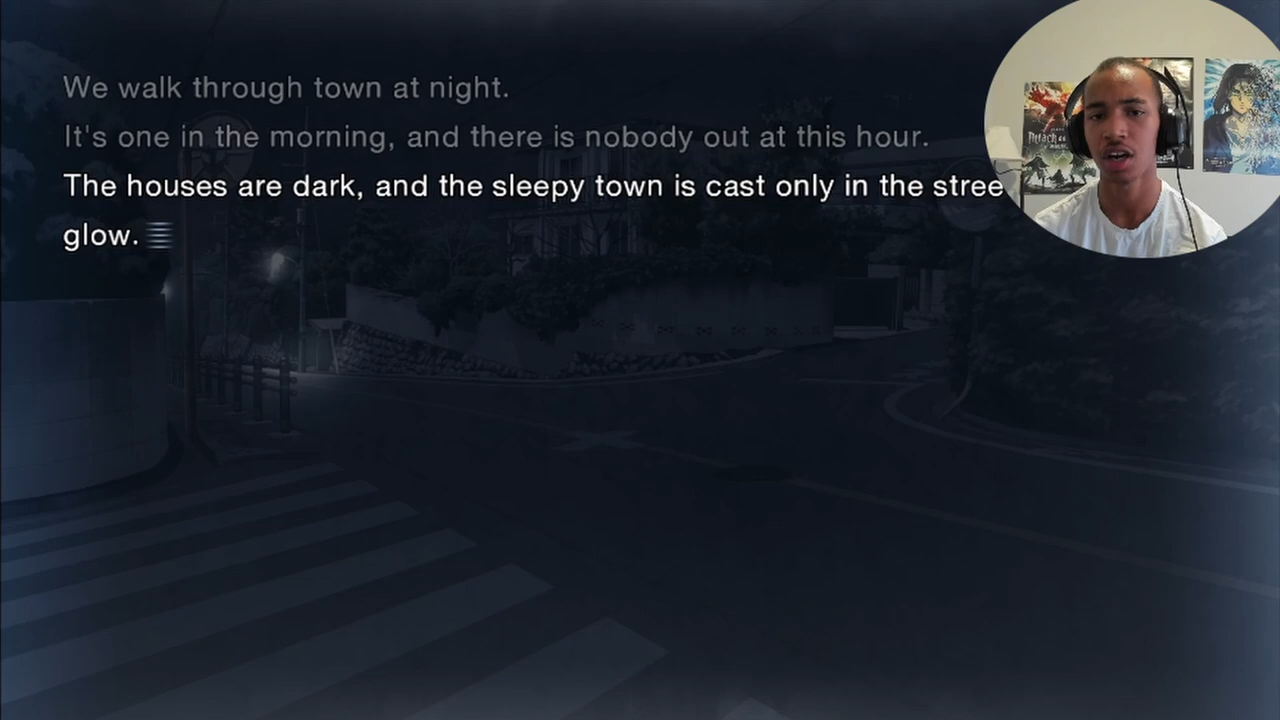 We walk through town at night.
It's one in the morning, and there is nobody out at this hour.
The houses are dark, and the sleepy town is cast only in the stree
glow.